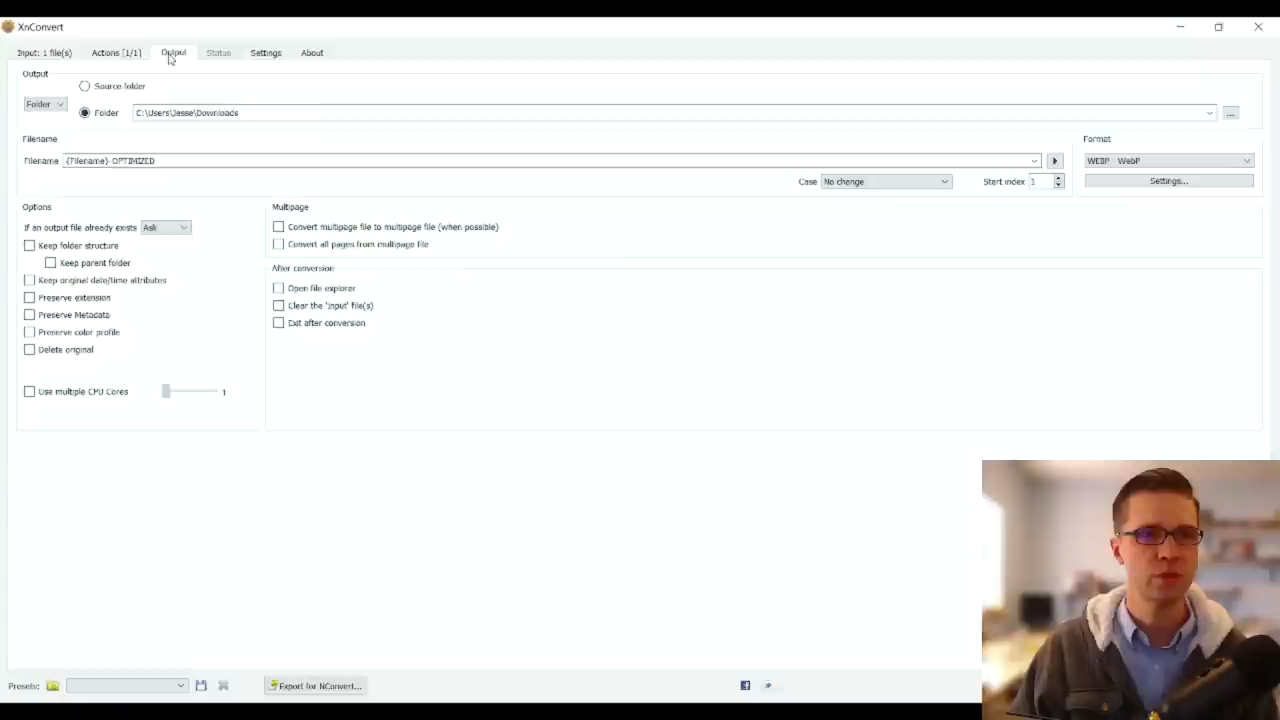 XnConvert
Input: 1 file(s) Actions [1/1] Output Status Settings About
Output
Source folder
Folder Folder C:\Users\Jesse\Downloads ...
Filename Format
Filename {Filename}-OPTIMIZED WEBP - WebP
Case No change Start index 1 Settings...
Options Multipage
If an output file already exists Ask Convert multipage file to multipage file (when possible)
Keep folder structure Convert all pages from multipage file
Keep parent folder After conversion
Keep original date/time attributes Open file explorer
Preserve extension Clear the 'input' file(s)
Preserve Metadata Exit after conversion
Preserve color profile
Delete original
Use multiple CPU Cores 1
Presets: Export for NConvert...